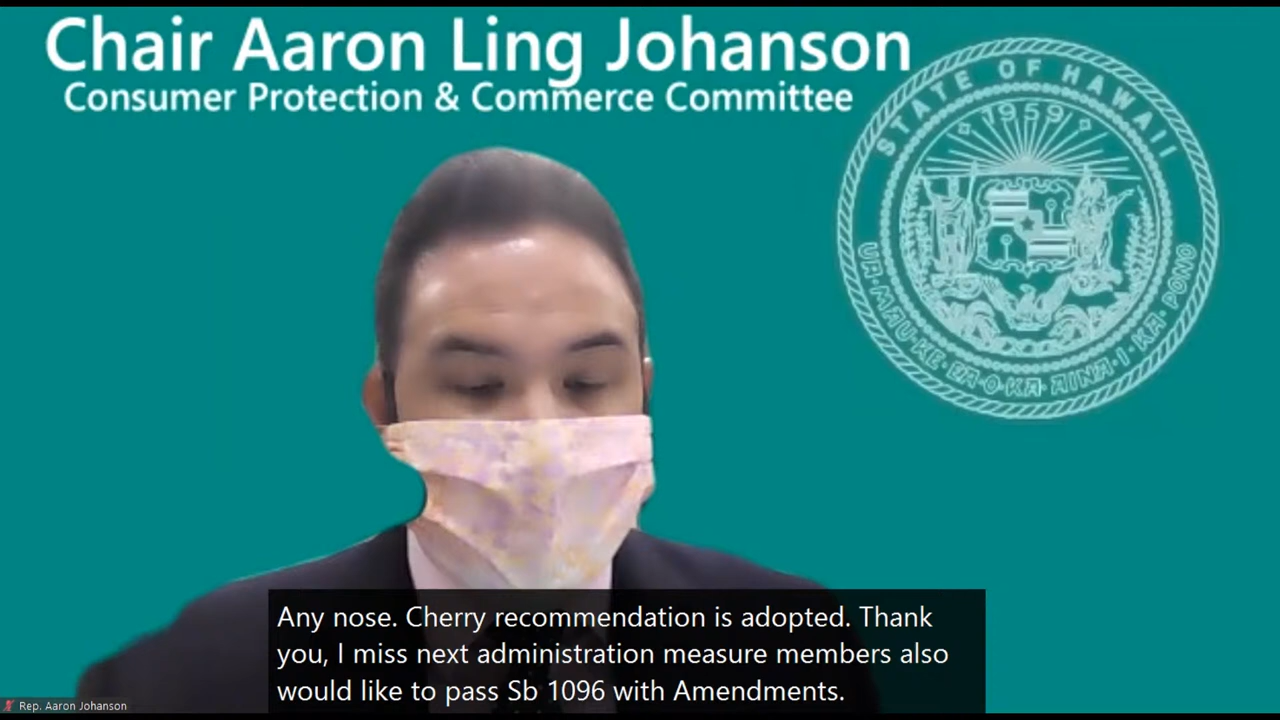 Chair Aaron Ling Johanson
Consumer Protection & Commerce Committee
STATE OF HAWAII
1959
UA·MAU·KE·EA·O·KA·AINA·I·KA·PONO
Any nose. Cherry recommendation is adopted. Thank
you, I miss next administration measure members also
would like to pass Sb 1096 with Amendments.
Rep. Aaron Johanson